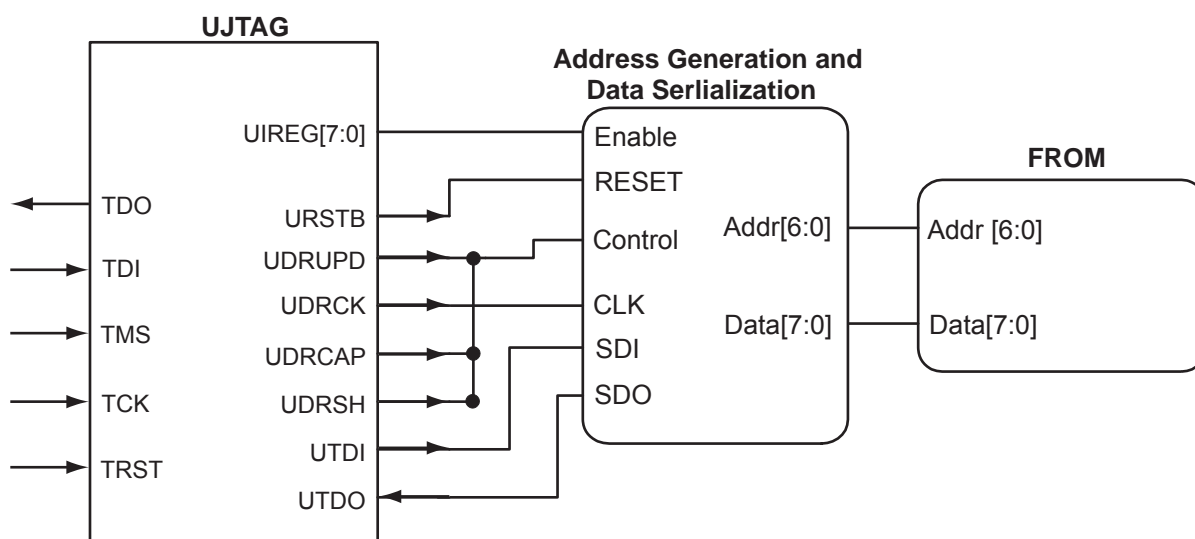 UJTAG
UIREG[7:0]
TDO
URSTB
TDI
UDRUPD
UDRCK
TMS
UDRCAP
TCK
UDRSH
UTDI
TRST
UTDO
Address Generation and
Data Serlialization
Enable
RESET
Control
Addr[6:0]
CLK
Data[7:0]
SDI
SDO
FROM
Addr [6:0]
Data[7:0]